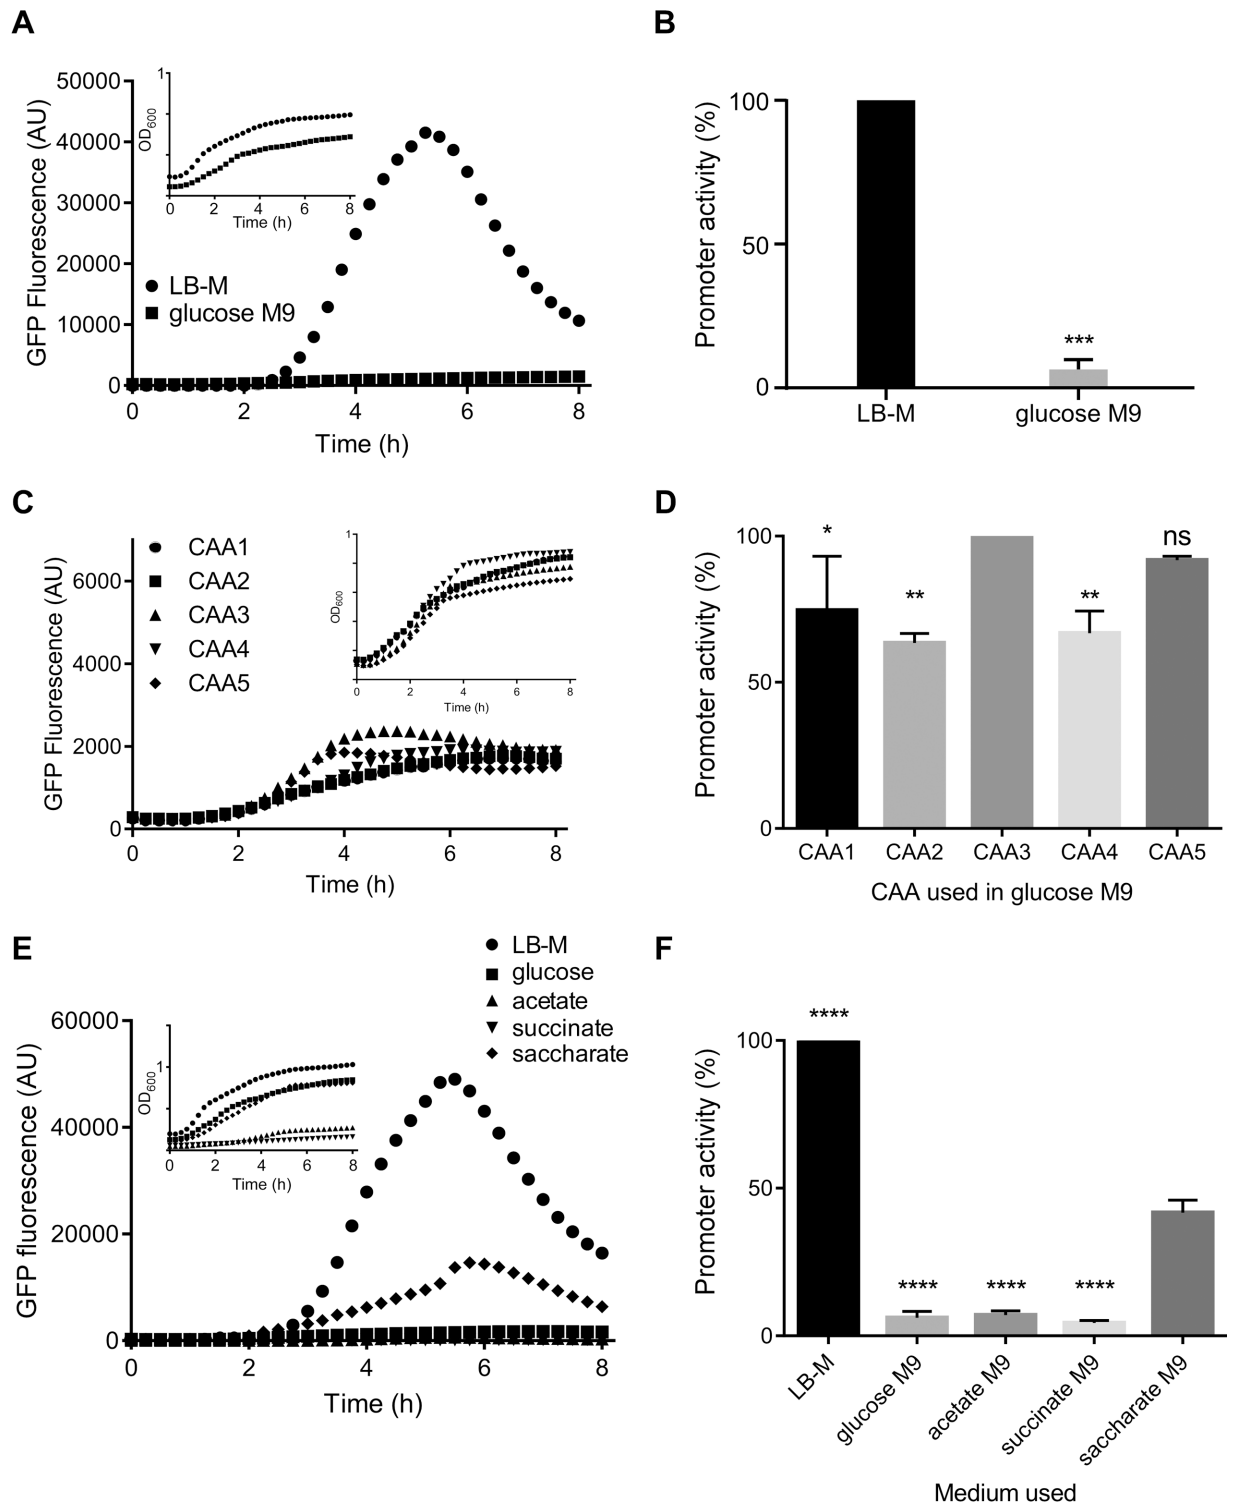 A
50000
40000
30000
20000
10000
0
GFP Fluorescence (AU)
0 2 4 6 8
Time (h)
LB-M
glucose M9
1
OD600
0 2 4 6 8
Time (h)
B
100
50
0
Promoter activity (%)
***
LB-M glucose M9
C
CAA1
CAA2
CAA3
CAA4
CAA5
6000
4000
2000
0
GFP Fluorescence (AU)
0 2 4 6 8
Time (h)
1
OD600
0 2 4 6 8
Time (h)
D
100
50
0
Promoter activity (%)
* ** ** ns
CAA1 CAA2 CAA3 CAA4 CAA5
CAA used in glucose M9
E
LB-M
glucose
acetate
succinate
saccharate
60000
40000
20000
0
GFP fluorescence (AU)
0 2 4 6 8
Time (h)
1
OD600
0 2 4 6 8
Time (h)
F
100
50
0
Promoter activity (%)
**** **** **** ****
LB-M
glucose M9
acetate M9
succinate M9
saccharate M9
Medium used